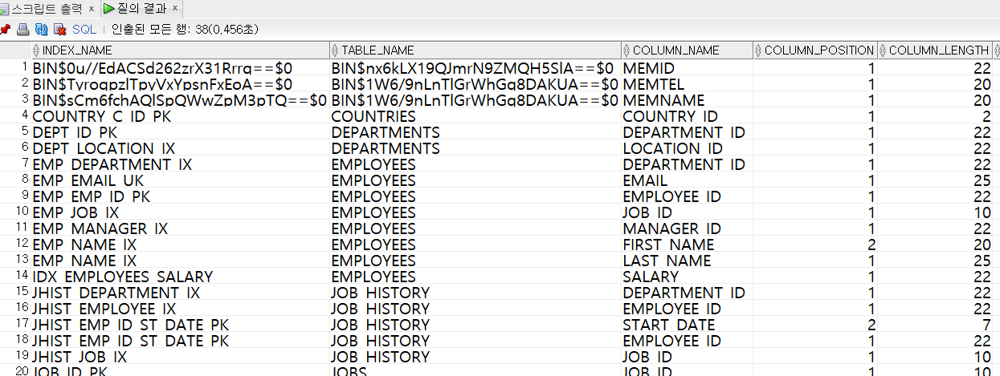 스크립트 출력 x 질의 결과 x
SQL | 인출된 모든 행: 38(0,456초)
INDEX_NAME TABLE_NAME COLUMN_NAME COLUMN_POSITION COLUMN_LENGTH
1 BIN$0u//EdACSd262zrX31Rrrg==$0 BIN$nx6kLX19QJmrN9ZMQH5SlA==$0 MEMID 1 22
2 BIN$TyroqpzlTpyVxYpsnFxEoA==$0 BIN$1W6/9nLnTlGrWhGq8DAKUA==$0 MEMTEL 1 20
3 BIN$sCm6fchAQlSpQWwZpM3pTQ==$0 BIN$1W6/9nLnTlGrWhGq8DAKUA==$0 MEMNAME 1 20
4 COUNTRY_C_ID_PK COUNTRIES COUNTRY_ID 1 2
5 DEPT_ID_PK DEPARTMENTS DEPARTMENT_ID 1 22
6 DEPT_LOCATION_IX DEPARTMENTS LOCATION_ID 1 22
7 EMP_DEPARTMENT_IX EMPLOYEES DEPARTMENT_ID 1 22
8 EMP_EMAIL_UK EMPLOYEES EMAIL 1 25
9 EMP_EMP_ID_PK EMPLOYEES EMPLOYEE_ID 1 22
10 EMP_JOB_IX EMPLOYEES JOB_ID 1 10
11 EMP_MANAGER_IX EMPLOYEES MANAGER_ID 1 22
12 EMP_NAME_IX EMPLOYEES FIRST_NAME 2 20
13 EMP_NAME_IX EMPLOYEES LAST_NAME 1 25
14 IDX_EMPLOYEES_SALARY EMPLOYEES SALARY 1 22
15 JHIST_DEPARTMENT_IX JOB_HISTORY DEPARTMENT_ID 1 22
16 JHIST_EMPLOYEE_IX JOB_HISTORY EMPLOYEE_ID 1 22
17 JHIST_EMP_ID_ST_DATE_PK JOB_HISTORY START_DATE 2 7
18 JHIST_EMP_ID_ST_DATE_PK JOB_HISTORY EMPLOYEE_ID 1 22
19 JHIST_JOB_IX JOB_HISTORY JOB_ID 1 10
20 JOB_ID_PK JOBS JOB_ID 1 10